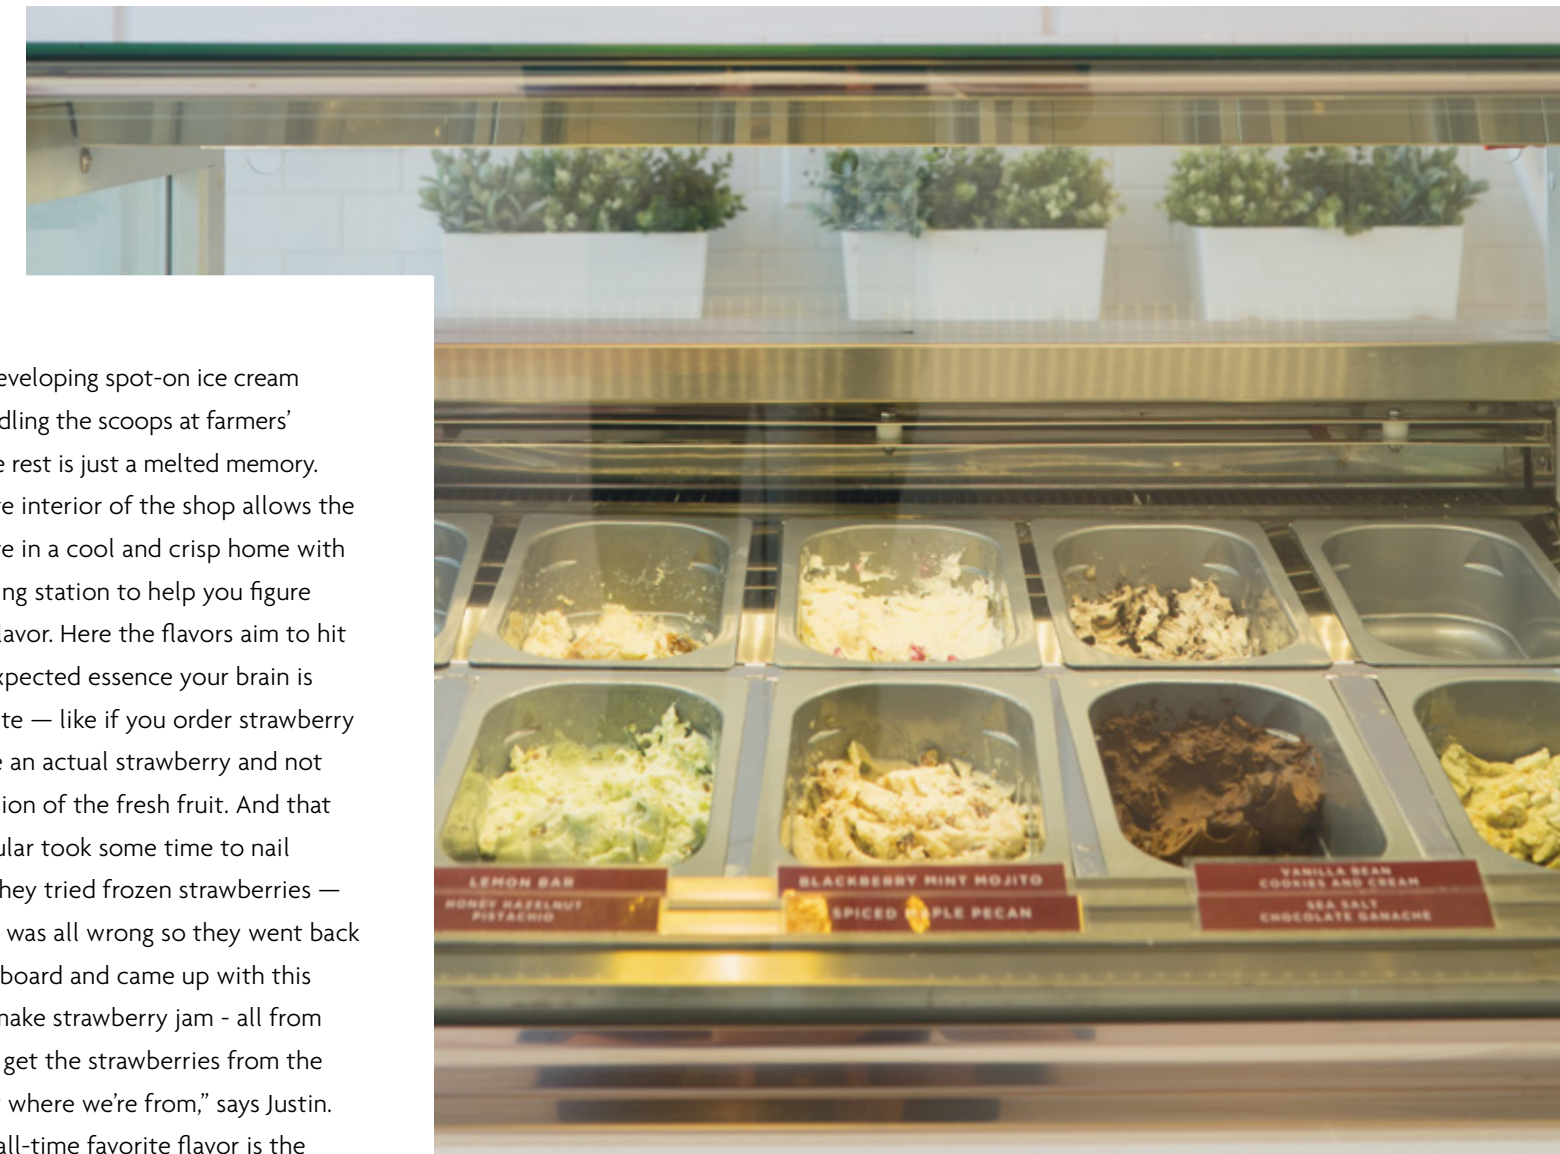 eveloping spot-on ice cream
dling the scoops at farmers’
e rest is just a melted memory.
e interior of the shop allows the
e in a cool and crisp home with
ng station to help you figure
lavor. Here the flavors aim to hit
xpected essence your brain is
te — like if you order strawberry
e an actual strawberry and not
ion of the fresh fruit. And that
ular took some time to nail
hey tried frozen strawberries —
was all wrong so they went back
board and came up with this
make strawberry jam - all from
get the strawberries from the
where we’re from,” says Justin.
all-time favorite flavor is the
LEMON BAR
HONEY HAZELNUT
PISTACHIO
BLACKBERRY MINT MOJITO
SPICED MAPLE PECAN
VANILLA BEAN
COOKIES AND CREAM
SEA SALT
CHOCOLATE GANACHE